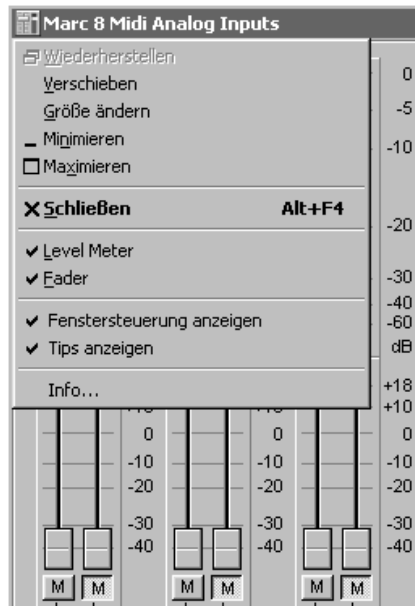 Marc 8 Midi Analog Inputs
Wiederherstellen
Verschieben
Größe ändern
Minimieren
Maximieren
Schließen Alt+F4
Level Meter
Fader
Fenstersteuerung anzeigen
Tips anzeigen
Info...
0
-5
-10
-20
-30
-40
-60
dB
+18
+10
0 0 0
-10 -10 -10
-20 -20 -20
-30 -30 -30
-40 -40 -40
M M M M M M